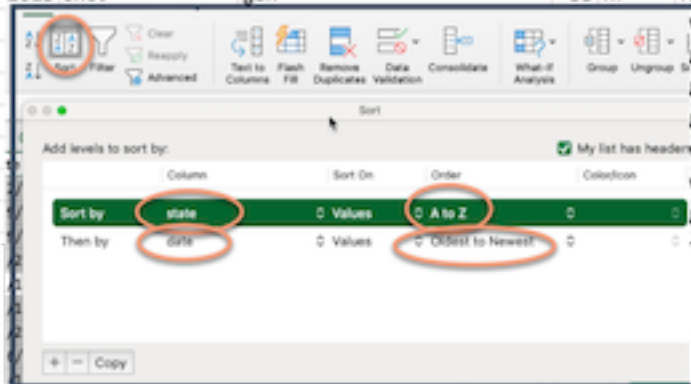 Clear
Reapply
Advanced
Sort Filter
Text to Columns
Flash Fill
Remove Duplicates
Data Validation
Consolidate
What-If Analysis
Group
Ungroup
Sort
Add levels to sort by:
My list has headers
Column Sort On Order Color/Icon
Sort by state Values A to Z
Then by date Values Oldest to Newest
+ − Copy